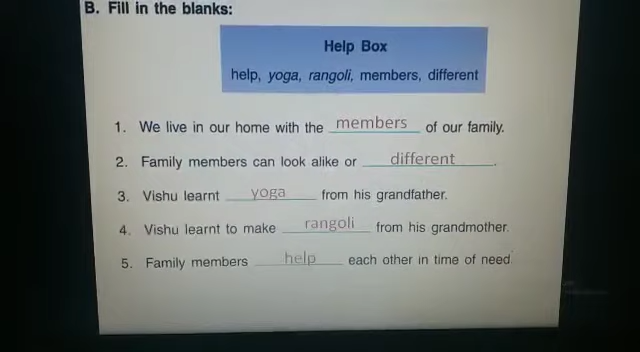 B. Fill in the blanks:
Help Box
help, yoga, rangoli, members, different
1. We live in our home with the members of our family.
2. Family members can look alike or different.
3. Vishu learnt yoga from his grandfather.
4. Vishu learnt to make rangoli from his grandmother.
5. Family members help each other in time of need